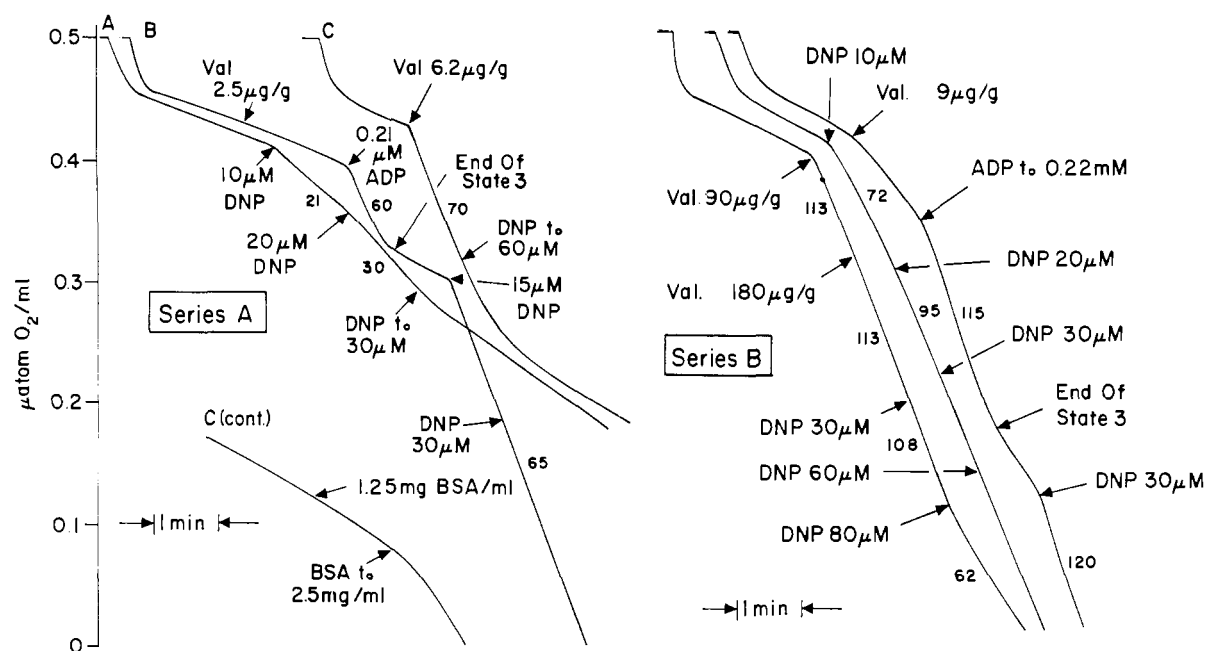 A
B
C
0.5
0.4
0.3
0.2
0.1
0
μatom O₂/ml
Val
2.5μg/g
Val 6.2μg/g
0.21
μM
ADP
End Of
State 3
10μM
DNP
21
60
70
20μM
DNP
30
DNP to
60μM
15μM
DNP
Series A
DNP to
30μM
DNP
30μM
65
C (cont.)
1.25mg BSA/ml
1 min
BSA to
2.5mg/ml
DNP 10μM
Val. 9μg/g
Val. 90μg/g
113
72
ADP to 0.22mM
DNP 20μM
Val. 180μg/g
95
115
113
DNP 30μM
Series B
End Of
State 3
DNP 30μM
108
DNP 60μM
DNP 30μM
DNP 80μM
62
120
1 min